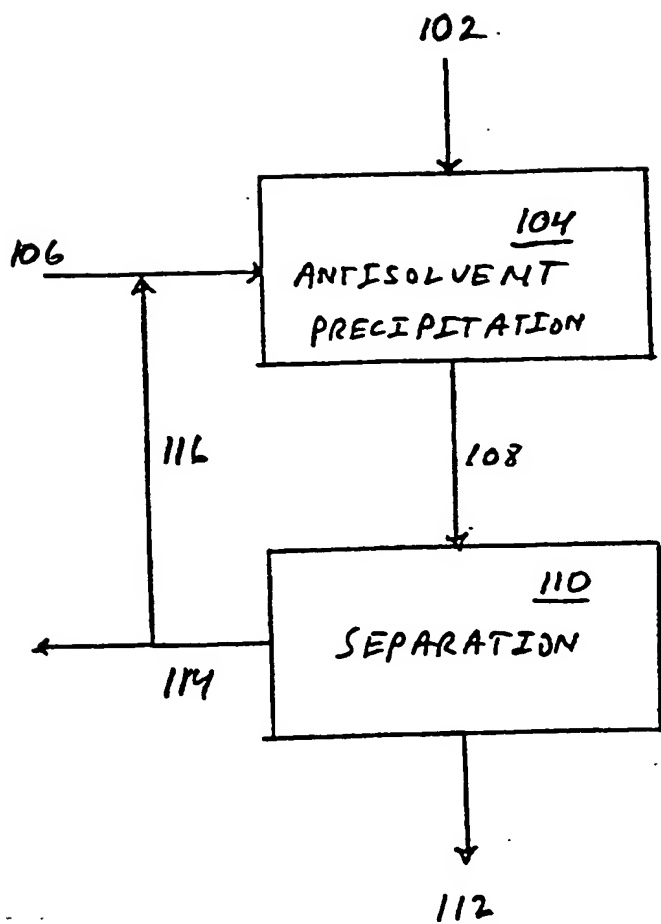 102
104
106
ANTISOLVENT
PRECIPITATION
116
108
110
SEPARATION
114
112